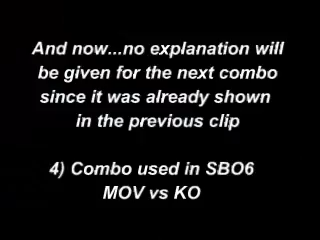 And now...no explanation will
be given for the next combo
since it was already shown
in the previous clip
4) Combo used in SBO6
MOV vs KO